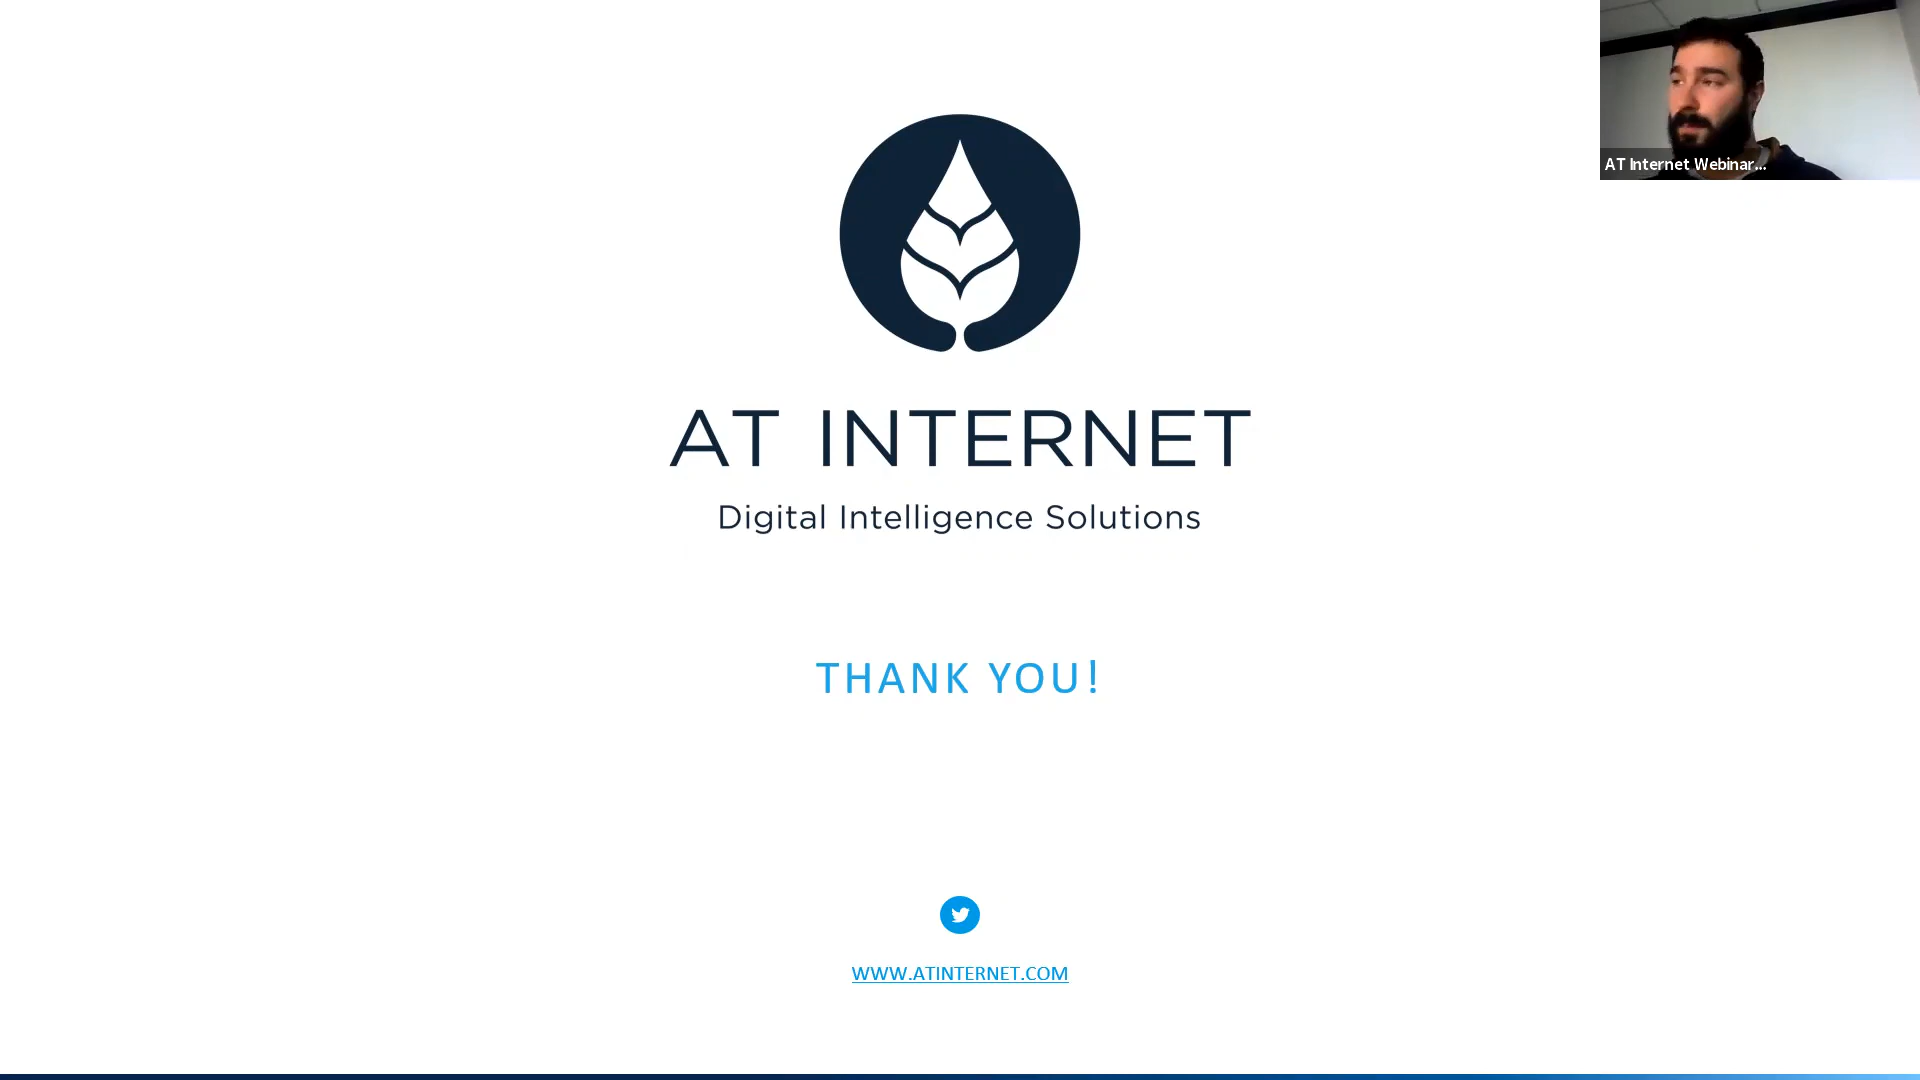 AT Internet Webinar...
AT INTERNET
Digital Intelligence Solutions
THANK YOU!
WWW.ATINTERNET.COM